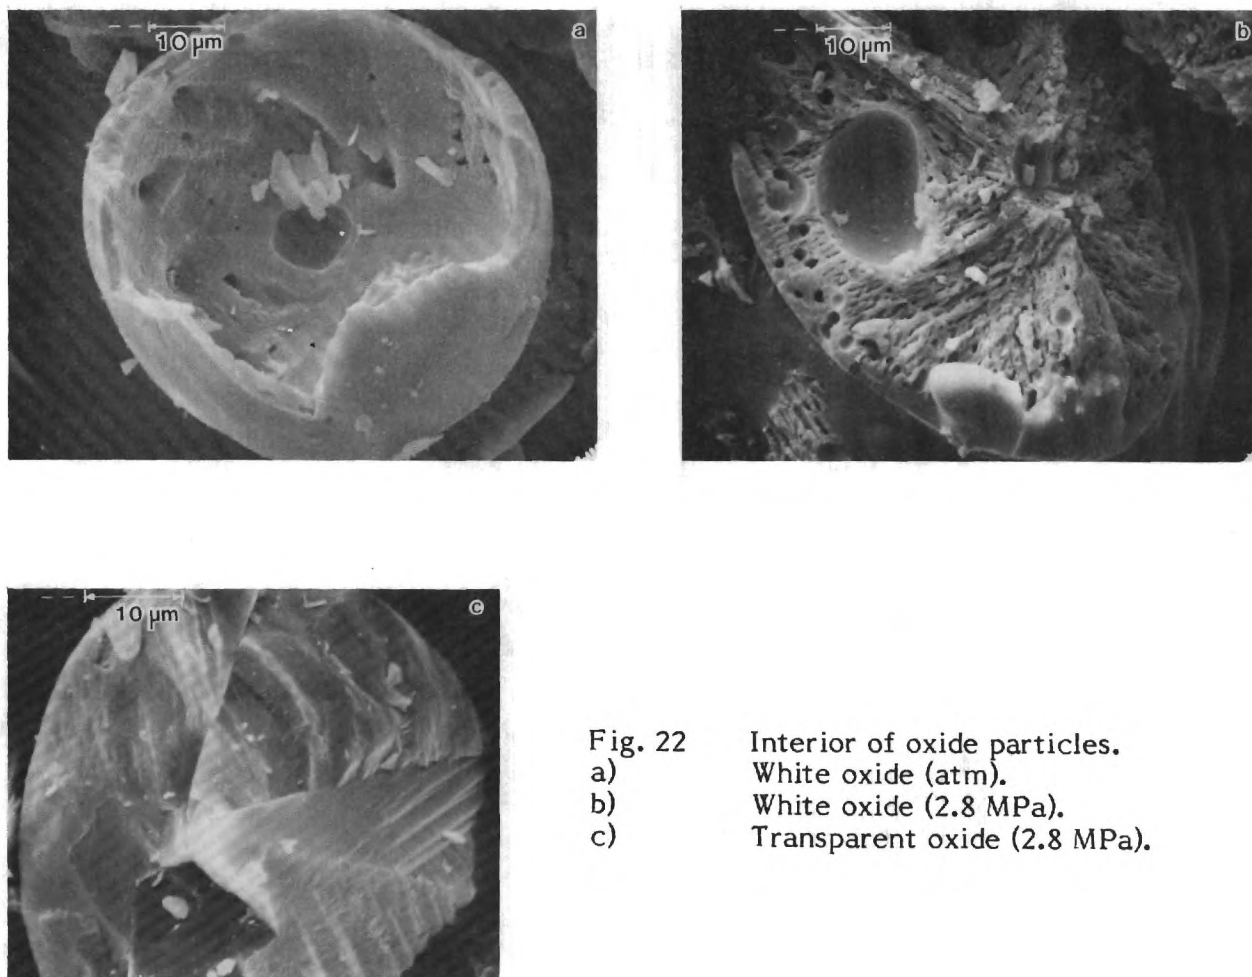 10 µm
a
10 µm
b
10 µm
c
Fig. 22 Interior of oxide particles.
a) White oxide (atm).
b) White oxide (2.8 MPa).
c) Transparent oxide (2.8 MPa).